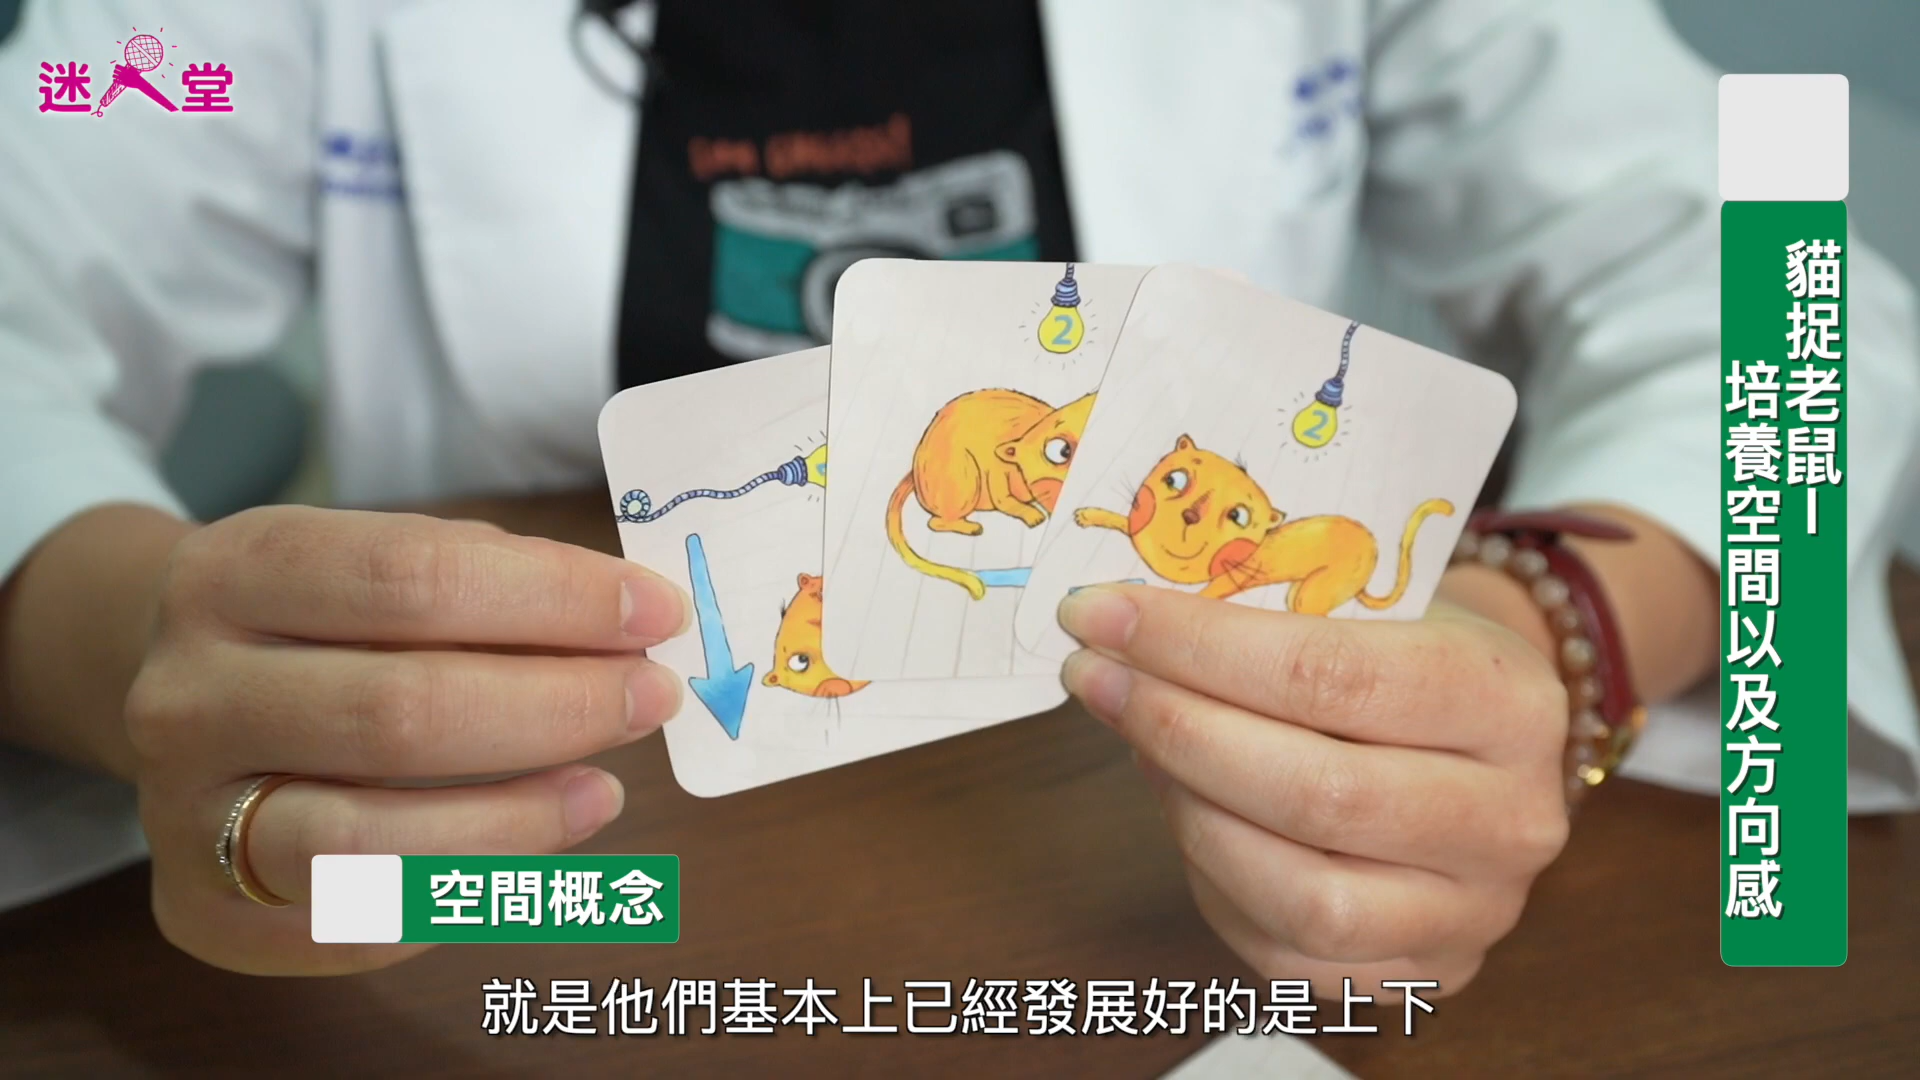 迷人堂
貓捉老鼠—
培養空間以及方向感
2
2
空間概念
就是他們基本上已經發展好的是上下